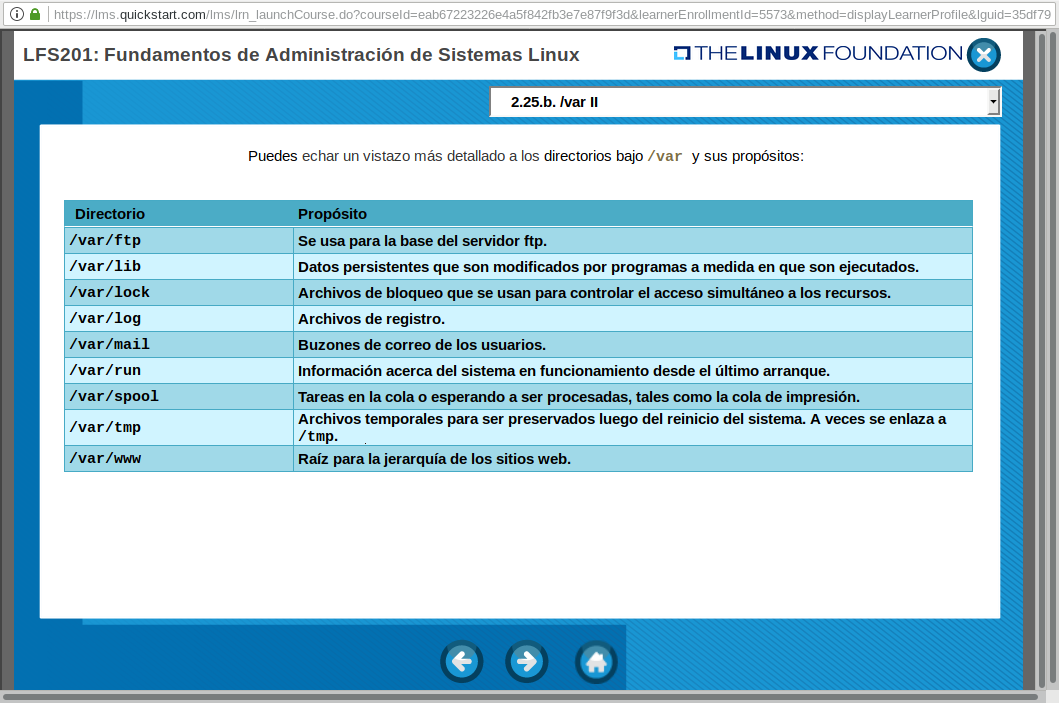 https://lms.quickstart.com/lms/lrn_launchCourse.do?courseId=eab67223226e4a5f842fb3e7e87f9f3d&learnerEnrollmentId=5573&method=displayLearnerProfile&lguid=35df79
LFS201: Fundamentos de Administración de Sistemas Linux
THE LINUX FOUNDATION
2.25.b. /var II
Puedes echar un vistazo más detallado a los directorios bajo /var y sus propósitos:
Directorio Propósito
/var/ftp Se usa para la base del servidor ftp.
/var/lib Datos persistentes que son modificados por programas a medida en que son ejecutados.
/var/lock Archivos de bloqueo que se usan para controlar el acceso simultáneo a los recursos.
/var/log Archivos de registro.
/var/mail Buzones de correo de los usuarios.
/var/run Información acerca del sistema en funcionamiento desde el último arranque.
/var/spool Tareas en la cola o esperando a ser procesadas, tales como la cola de impresión.
/var/tmp Archivos temporales para ser preservados luego del reinicio del sistema. A veces se enlaza a
/tmp.
/var/www Raíz para la jerarquía de los sitios web.